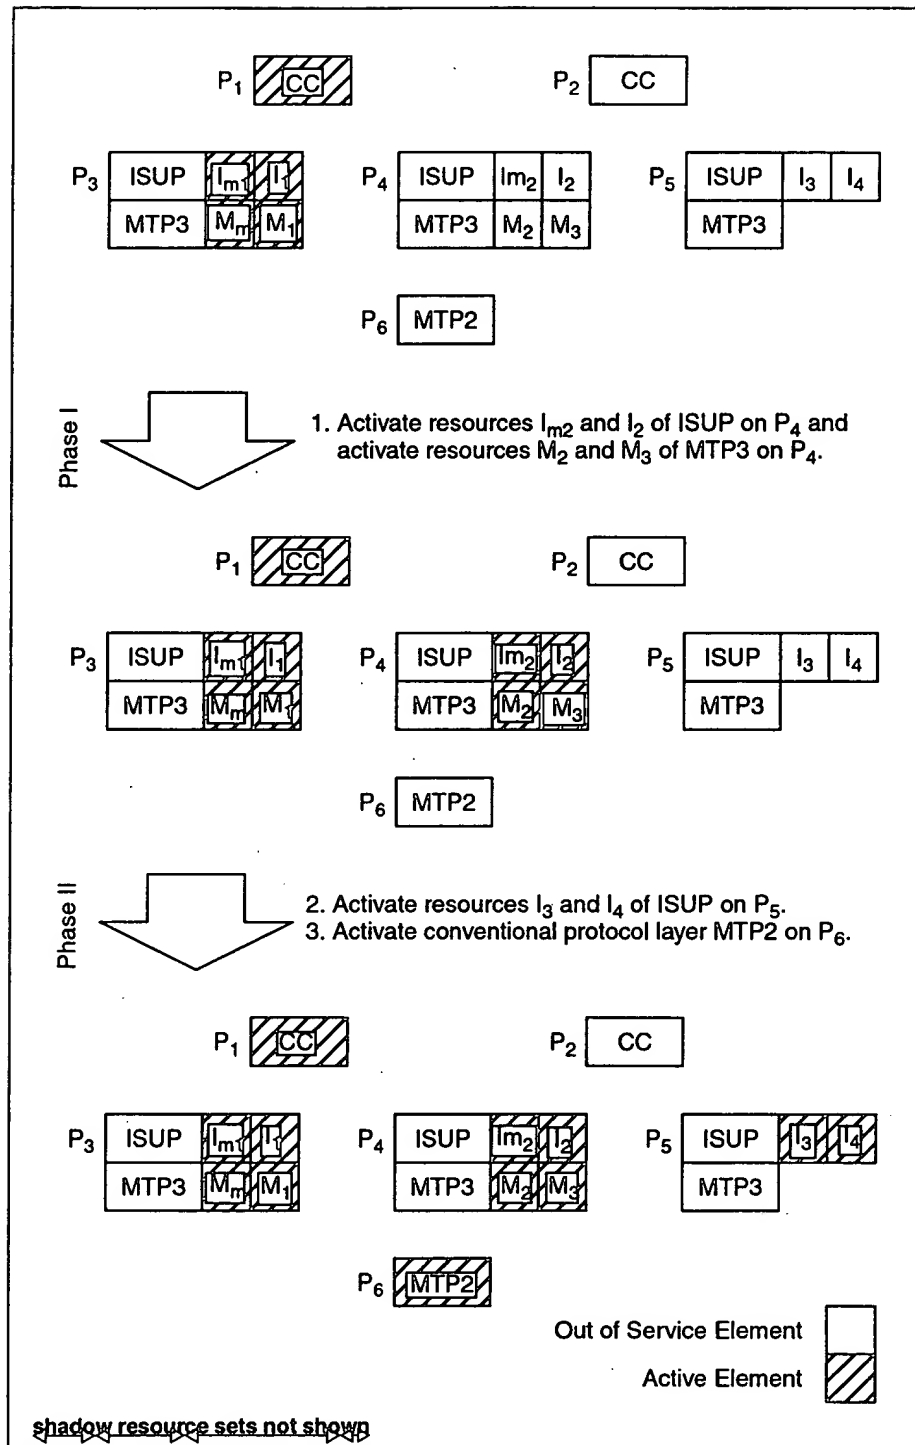 P1 CC P2 CC
P3 ISUP Im1 I1 P4 ISUP Im2 I2 P5 ISUP I3 I4
MTP3 Mm M1 MTP3 M2 M3 MTP3
P6 MTP2
Phase I
1. Activate resources Im2 and I2 of ISUP on P4 and
activate resources M2 and M3 of MTP3 on P4.
P1 CC P2 CC
P3 ISUP Im1 I1 P4 ISUP Im2 I2 P5 ISUP I3 I4
MTP3 Mm M1 MTP3 M2 M3 MTP3
P6 MTP2
Phase II
2. Activate resources I3 and I4 of ISUP on P5.
3. Activate conventional protocol layer MTP2 on P6.
P1 CC P2 CC
P3 ISUP Im1 I1 P4 ISUP Im2 I2 P5 ISUP I3 I4
MTP3 Mm M1 MTP3 M2 M3 MTP3
P6 MTP2
Out of Service Element
Active Element
shadow resource sets not shown